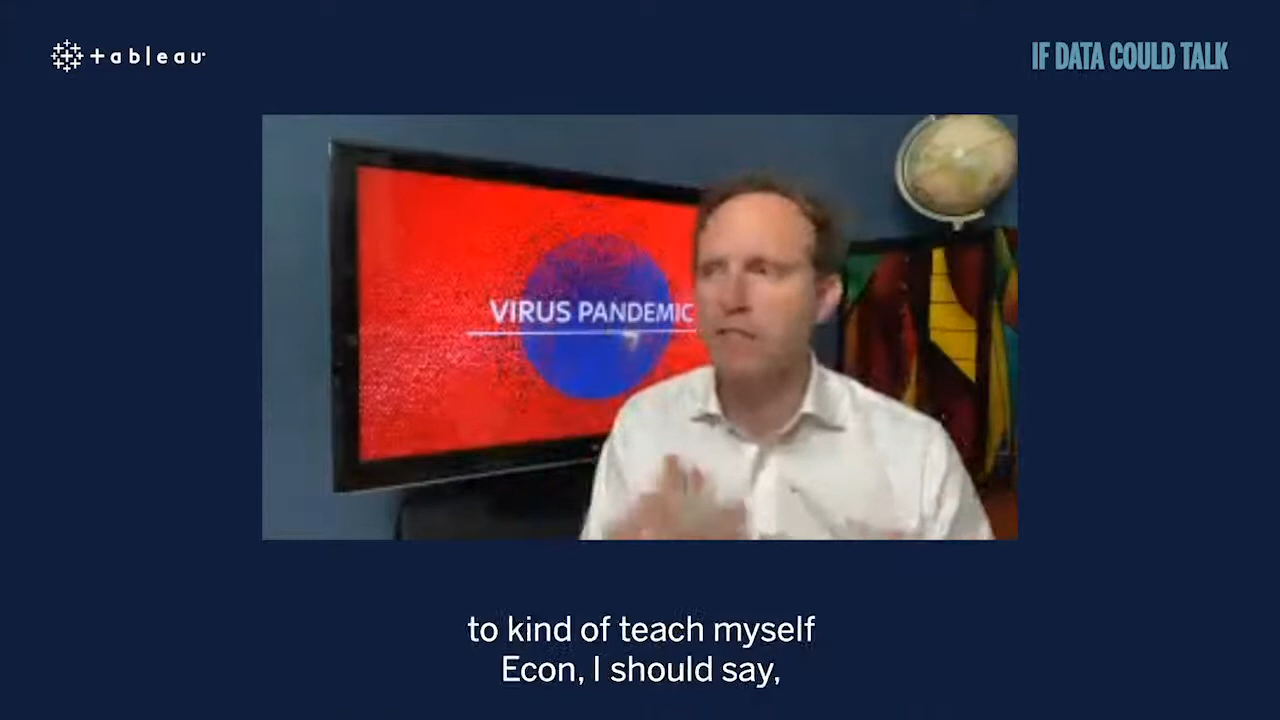 tableau
IF DATA COULD TALK
VIRUS PANDEMIC
to kind of teach myself
Econ, I should say,